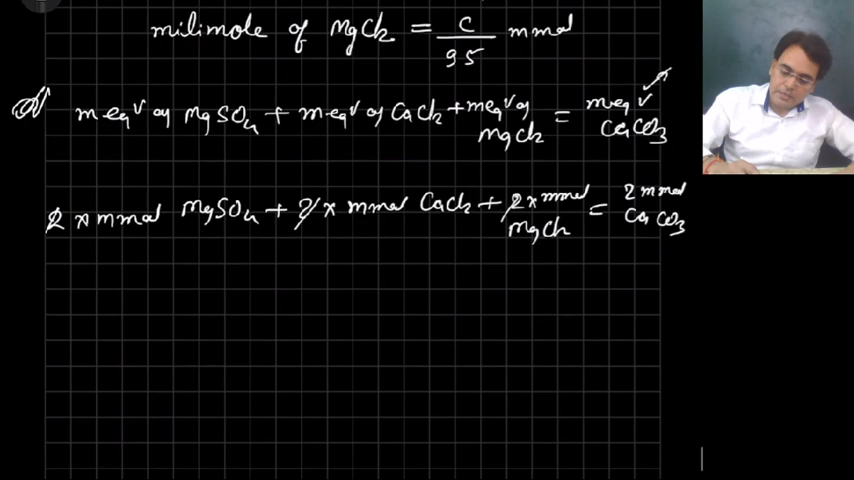 milimole of MgCl2 = c/95 mmol
meqv of MgSO4 + meqv of CaCl2 + meqv of MgCl2 = meqv CaCO3
2 x mmol MgSO4 + 2 x mmol CaCl2 + 2 x mmol MgCl2 = 2 mmol CaCO3